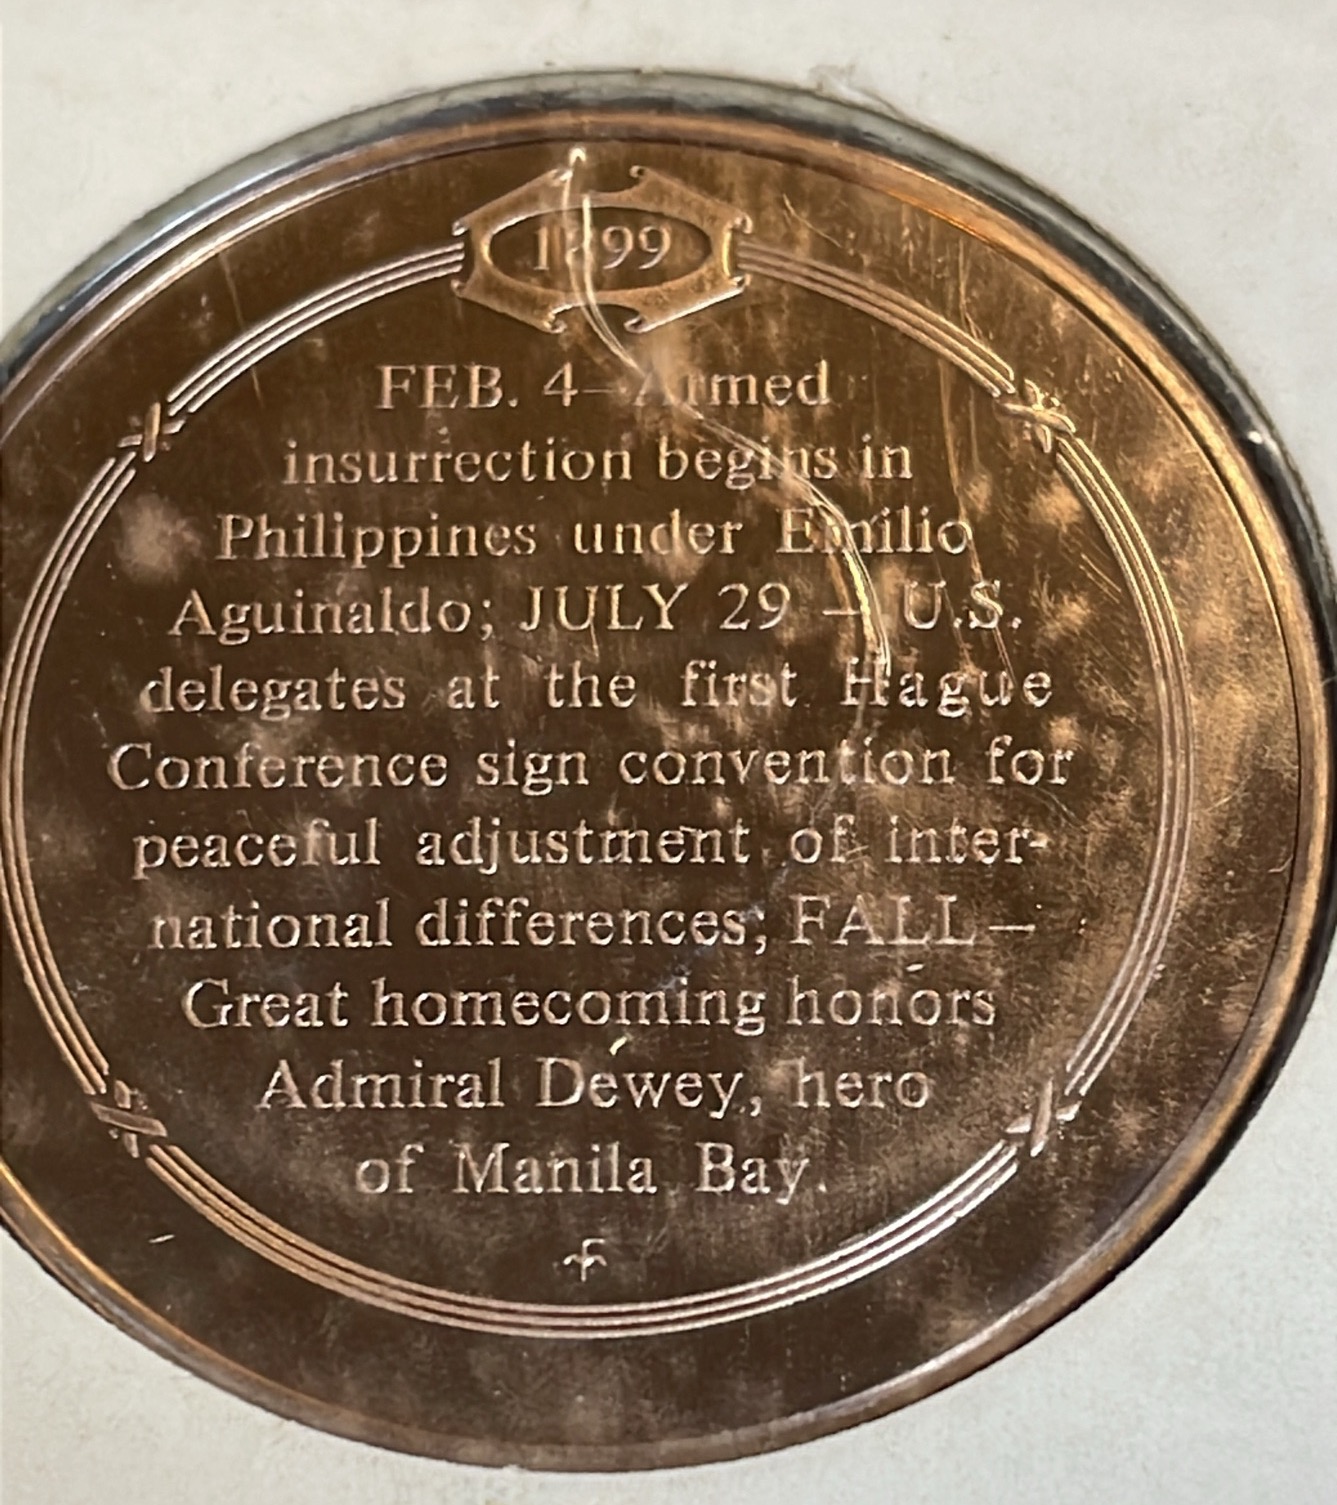 1899
FEB. 4–Armed
insurrection begins in
Philippines under Emilio
Aguinaldo; JULY 29 – U.S.
delegates at the first Hague
Conference sign convention for
peaceful adjustment of inter-
national differences; FALL–
Great homecoming honors
Admiral Dewey, hero
of Manila Bay.